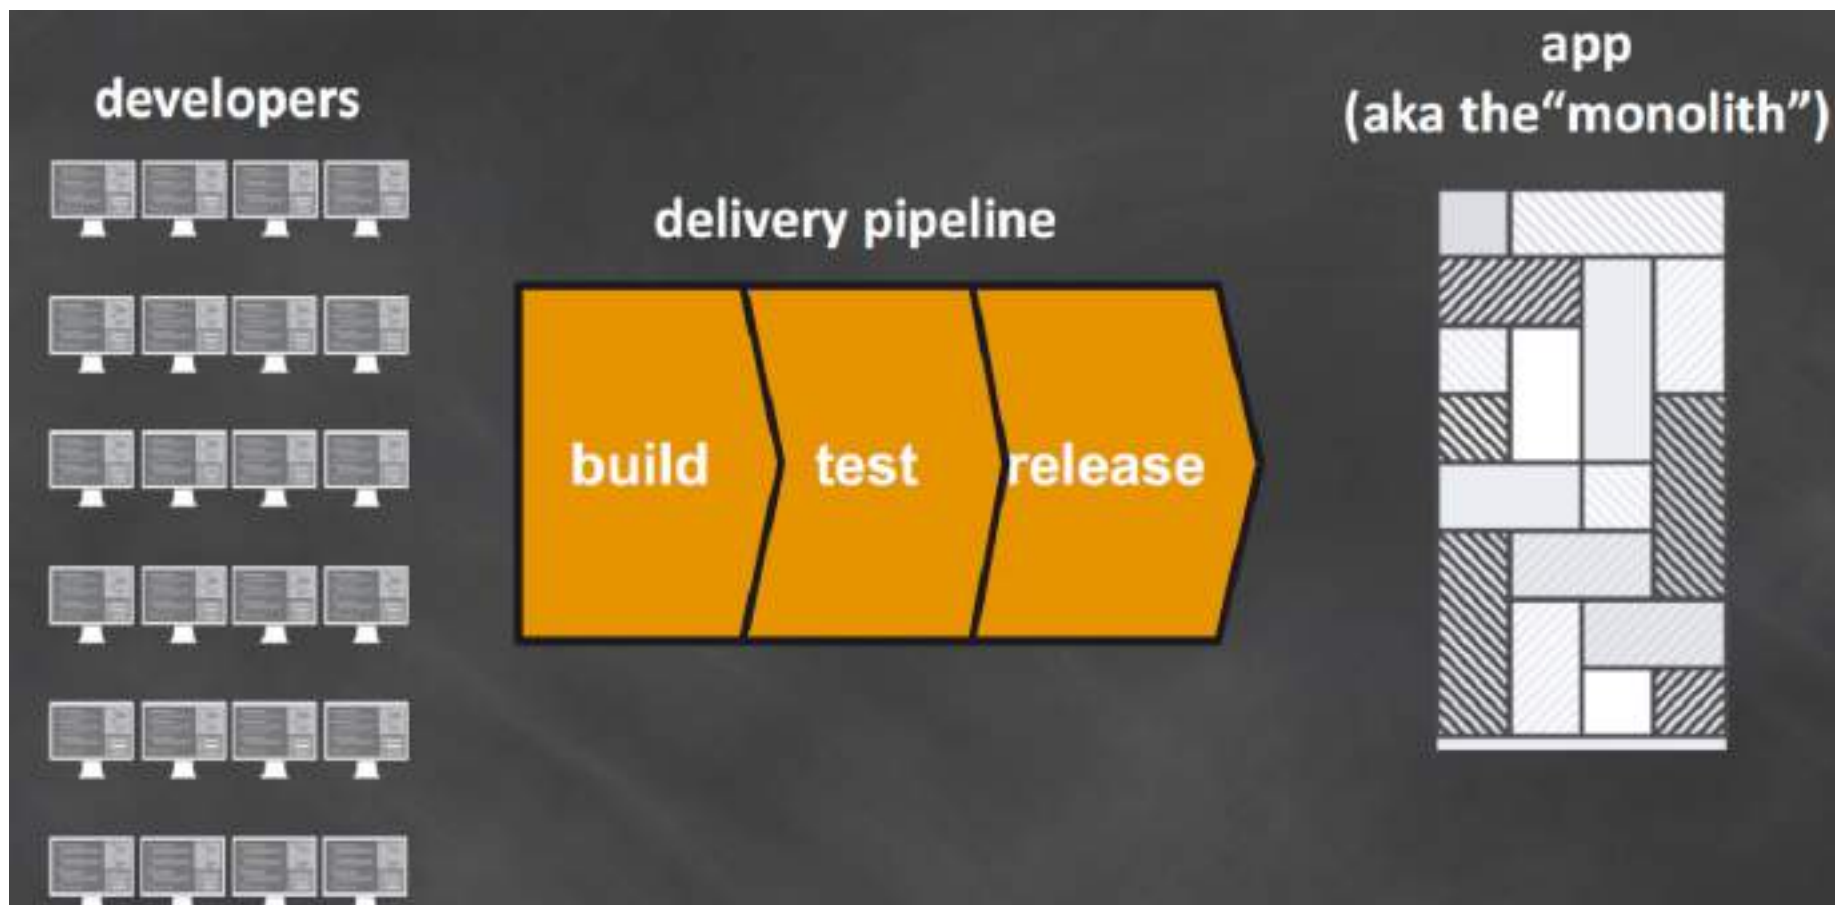 developers
delivery pipeline
build
test
release
app
(aka the“monolith”)